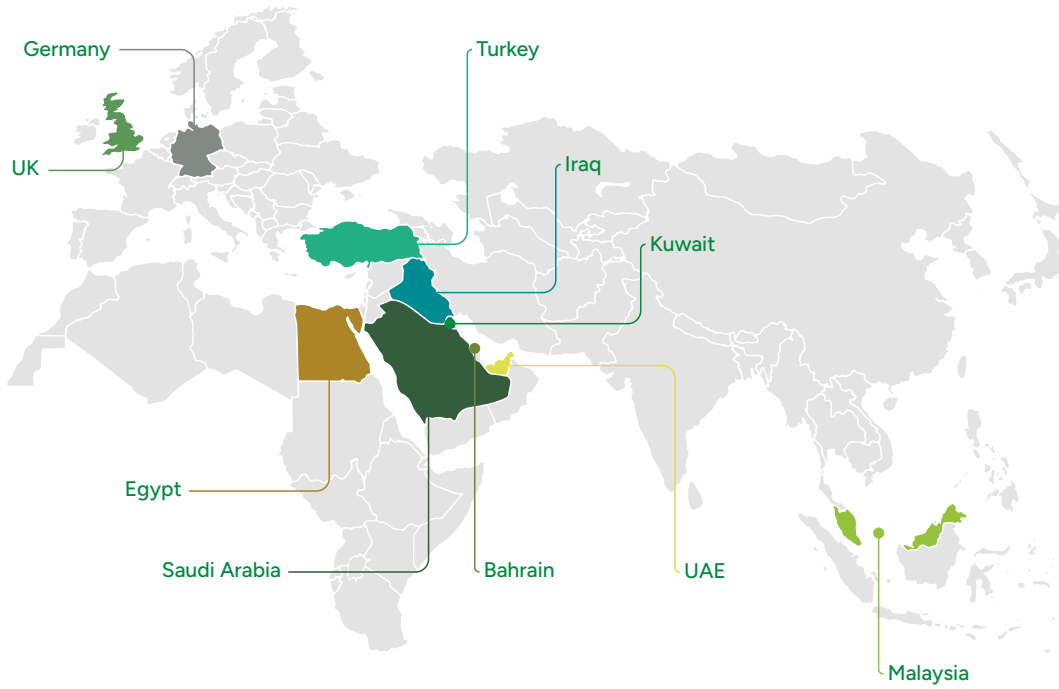 Germany
Turkey
UK
Iraq
Kuwait
Egypt
Saudi Arabia
Bahrain
UAE
Malaysia